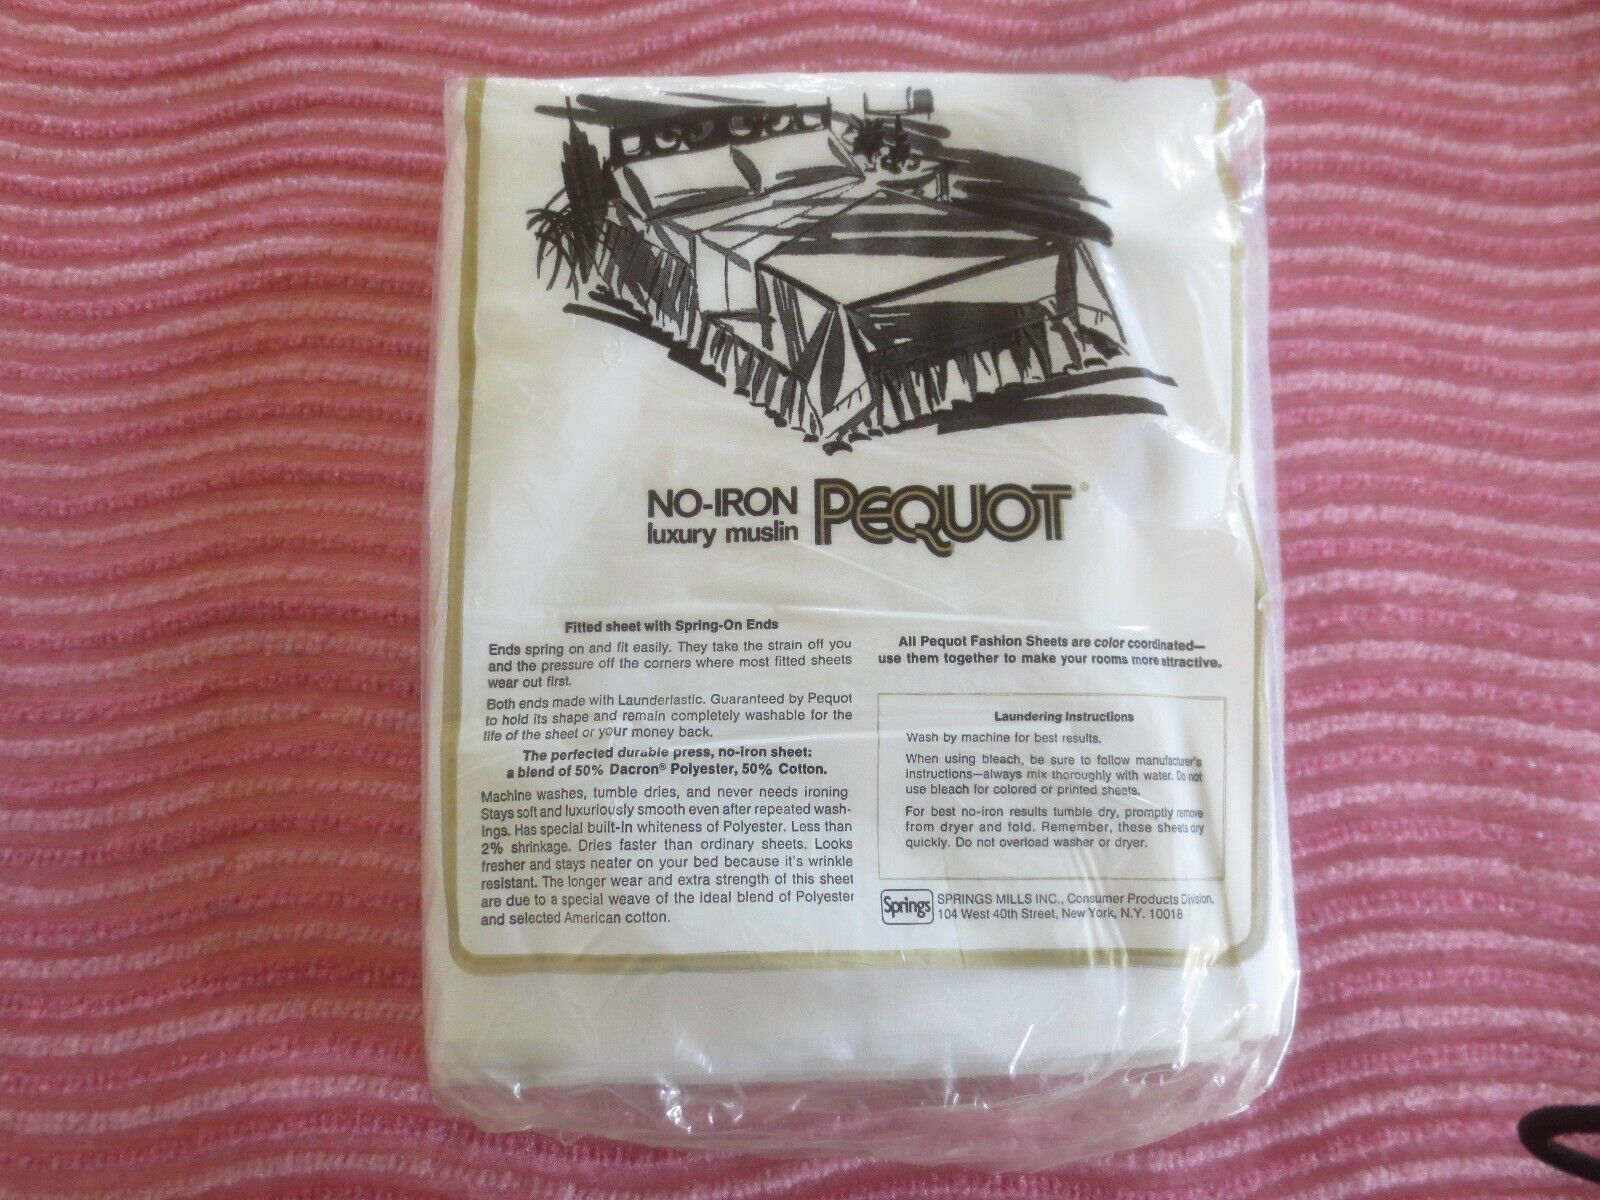 NO-IRON
luxury muslin
PEQUOT®
Fitted sheet with Spring-On Ends
Ends spring on and fit easily. They take the strain off you
and the pressure off the corners where most fitted sheets
wear out first.
Both ends made with Launderlastic. Guaranteed by Pequot
to hold its shape and remain completely washable for the
life of the sheet or your money back.
The perfected durable press, no-iron sheet:
a blend of 50% Dacron® Polyester, 50% Cotton.
Machine washes, tumble dries, and never needs ironing
Stays soft and luxuriously smooth even after repeated wash-
ings. Has special built-in whiteness of Polyester. Less than
2% shrinkage. Dries faster than ordinary sheets. Looks
fresher and stays neater on your bed because it's wrinkle
resistant. The longer wear and extra strength of this sheet
are due to a special weave of the ideal blend of Polyester
and selected American cotton.
All Pequot Fashion Sheets are color coordinated—
use them together to make your rooms more attractive.
Laundering Instructions
Wash by machine for best results.
When using bleach, be sure to follow manufacturer's
instructions—always mix thoroughly with water. Do not
use bleach for colored or printed sheets.
For best no-iron results tumble dry, promptly remove
from dryer and fold. Remember, these sheets dry
quickly. Do not overload washer or dryer.
Springs
SPRINGS MILLS INC., Consumer Products Division,
104 West 40th Street, New York, N.Y. 10018